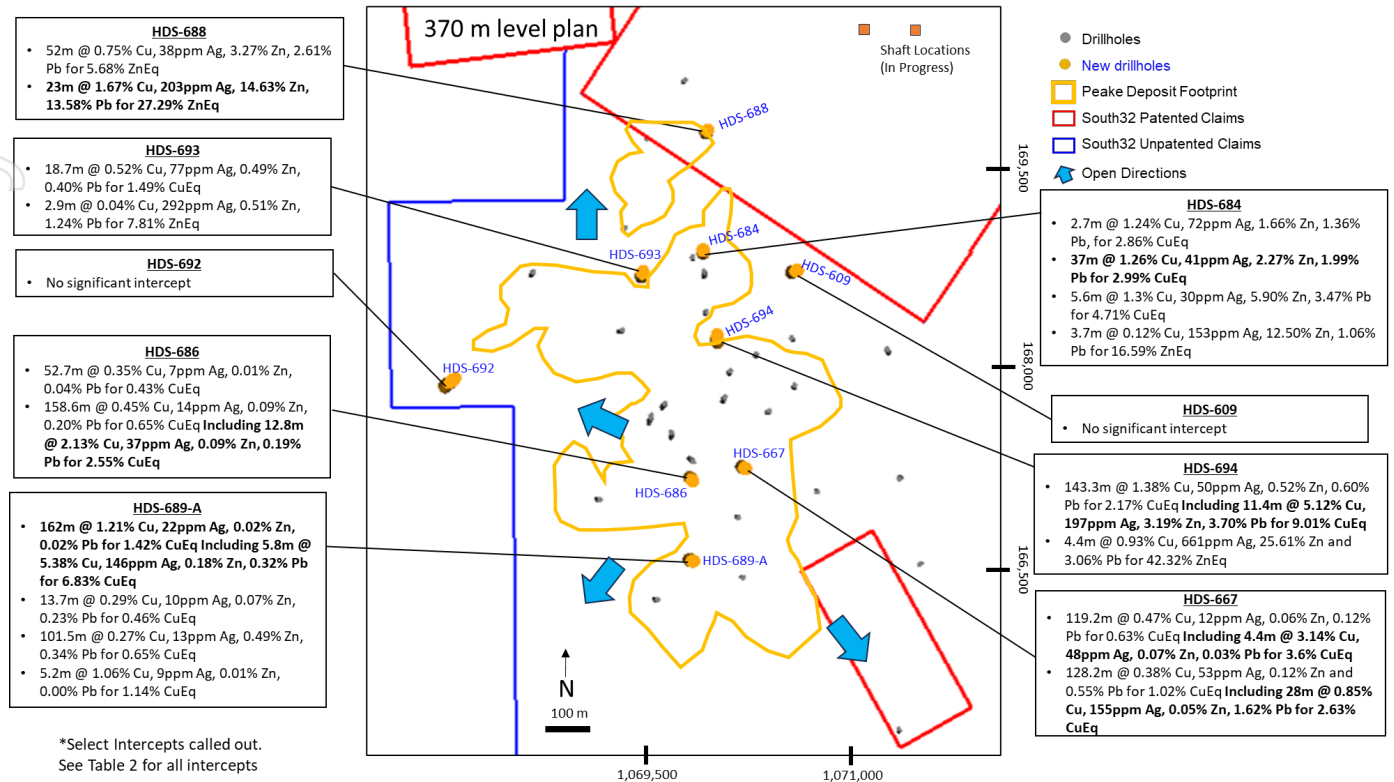 370 m level plan
Shaft Locations
(In Progress)
Drillholes
New drillholes
Peake Deposit Footprint
South32 Patented Claims
South32 Unpatented Claims
Open Directions
HDS-688
• 52m @ 0.75% Cu, 38ppm Ag, 3.27% Zn, 2.61%
Pb for 5.68% ZnEq
• 23m @ 1.67% Cu, 203ppm Ag, 14.63% Zn,
13.58% Pb for 27.29% ZnEq
HDS-693
• 18.7m @ 0.52% Cu, 77ppm Ag, 0.49% Zn,
0.40% Pb for 1.49% CuEq
• 2.9m @ 0.04% Cu, 292ppm Ag, 0.51% Zn,
1.24% Pb for 7.81% ZnEq
HDS-692
• No significant intercept
HDS-686
• 52.7m @ 0.35% Cu, 7ppm Ag, 0.01% Zn,
0.04% Pb for 0.43% CuEq
• 158.6m @ 0.45% Cu, 14ppm Ag, 0.09% Zn,
0.20% Pb for 0.65% CuEq Including 12.8m
@ 2.13% Cu, 37ppm Ag, 0.09% Zn, 0.19%
Pb for 2.55% CuEq
HDS-689-A
• 162m @ 1.21% Cu, 22ppm Ag, 0.02% Zn,
0.02% Pb for 1.42% CuEq Including 5.8m @
5.38% Cu, 146ppm Ag, 0.18% Zn, 0.32% Pb
for 6.83% CuEq
• 13.7m @ 0.29% Cu, 10ppm Ag, 0.07% Zn,
0.23% Pb for 0.46% CuEq
• 101.5m @ 0.27% Cu, 13ppm Ag, 0.49% Zn,
0.34% Pb for 0.65% CuEq
• 5.2m @ 1.06% Cu, 9ppm Ag, 0.01% Zn,
0.00% Pb for 1.14% CuEq
*Select Intercepts called out.
See Table 2 for all intercepts
HDS-688
HDS-684
HDS-693
HDS-609
HDS-694
HDS-692
HDS-667
HDS-686
HDS-689-A
N
100 m
169,500
168,000
166,500
1,069,500
1,071,000
HDS-684
• 2.7m @ 1.24% Cu, 72ppm Ag, 1.66% Zn, 1.36%
Pb, for 2.86% CuEq
• 37m @ 1.26% Cu, 41ppm Ag, 2.27% Zn, 1.99%
Pb for 2.99% CuEq
• 5.6m @ 1.3% Cu, 30ppm Ag, 5.90% Zn, 3.47% Pb
for 4.71% CuEq
• 3.7m @ 0.12% Cu, 153ppm Ag, 12.50% Zn, 1.06%
Pb for 16.59% ZnEq
HDS-609
• No significant intercept
HDS-694
• 143.3m @ 1.38% Cu, 50ppm Ag, 0.52% Zn, 0.60%
Pb for 2.17% CuEq Including 11.4m @ 5.12% Cu,
197ppm Ag, 3.19% Zn, 3.70% Pb for 9.01% CuEq
• 4.4m @ 0.93% Cu, 661ppm Ag, 25.61% Zn and
3.06% Pb for 42.32% ZnEq
HDS-667
• 119.2m @ 0.47% Cu, 12ppm Ag, 0.06% Zn, 0.12%
Pb for 0.63% CuEq Including 4.4m @ 3.14% Cu,
48ppm Ag, 0.07% Zn, 0.03% Pb for 3.6% CuEq
• 128.2m @ 0.38% Cu, 53ppm Ag, 0.12% Zn and
0.55% Pb for 1.02% CuEq Including 28m @ 0.85%
Cu, 155ppm Ag, 0.05% Zn, 1.62% Pb for 2.63%
CuEq